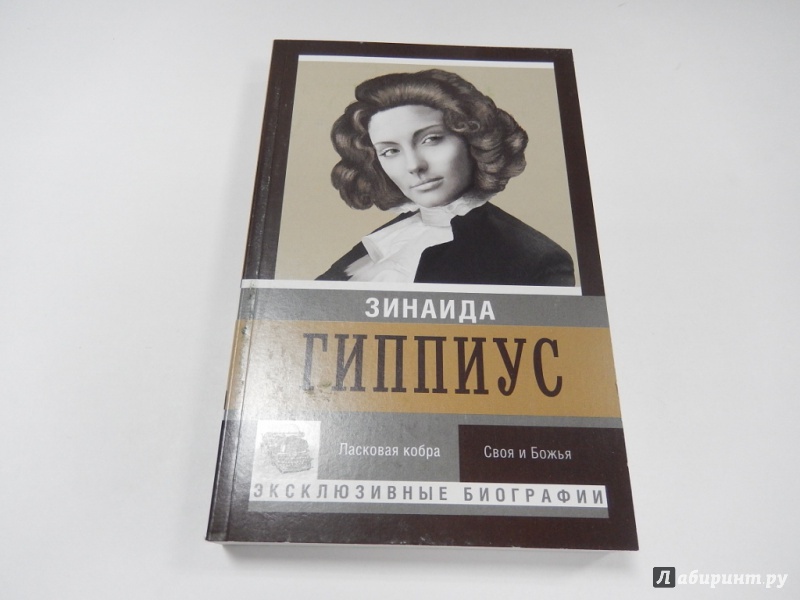 ЗИНАИДА
ГИППИУС
Ласковая кобра
Своя и Божья
ЭКСКЛЮЗИВНЫЕ БИОГРАФИИ
Лабиринт.ру